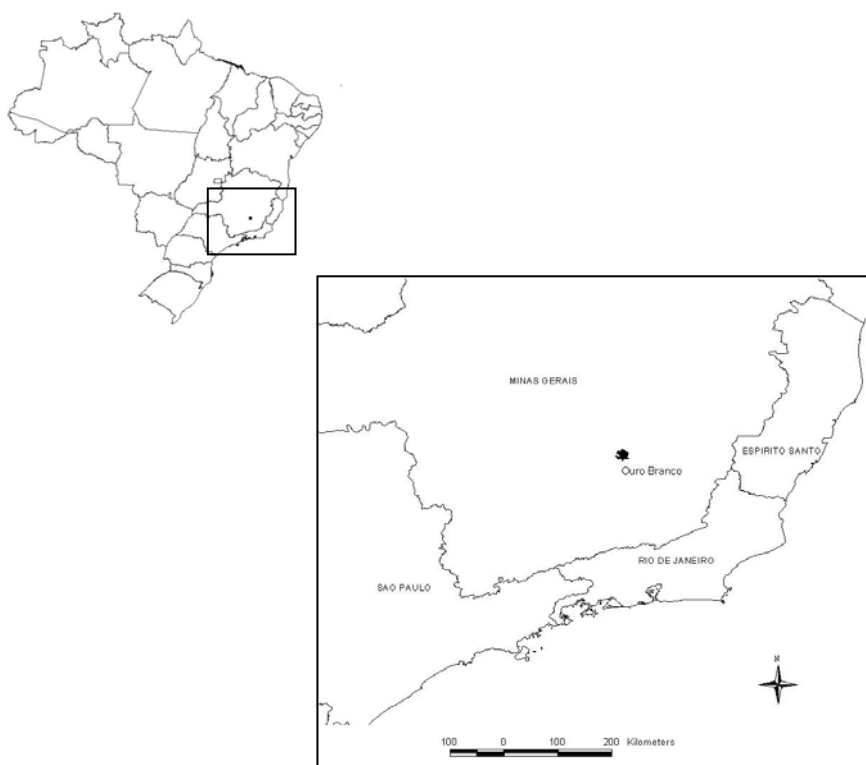 MINAS GERAIS
ESPIRITO SANTO
Ouro Branco
RIO DE JANEIRO
SAO PAULO
N
100 0 100 200 Kilometers